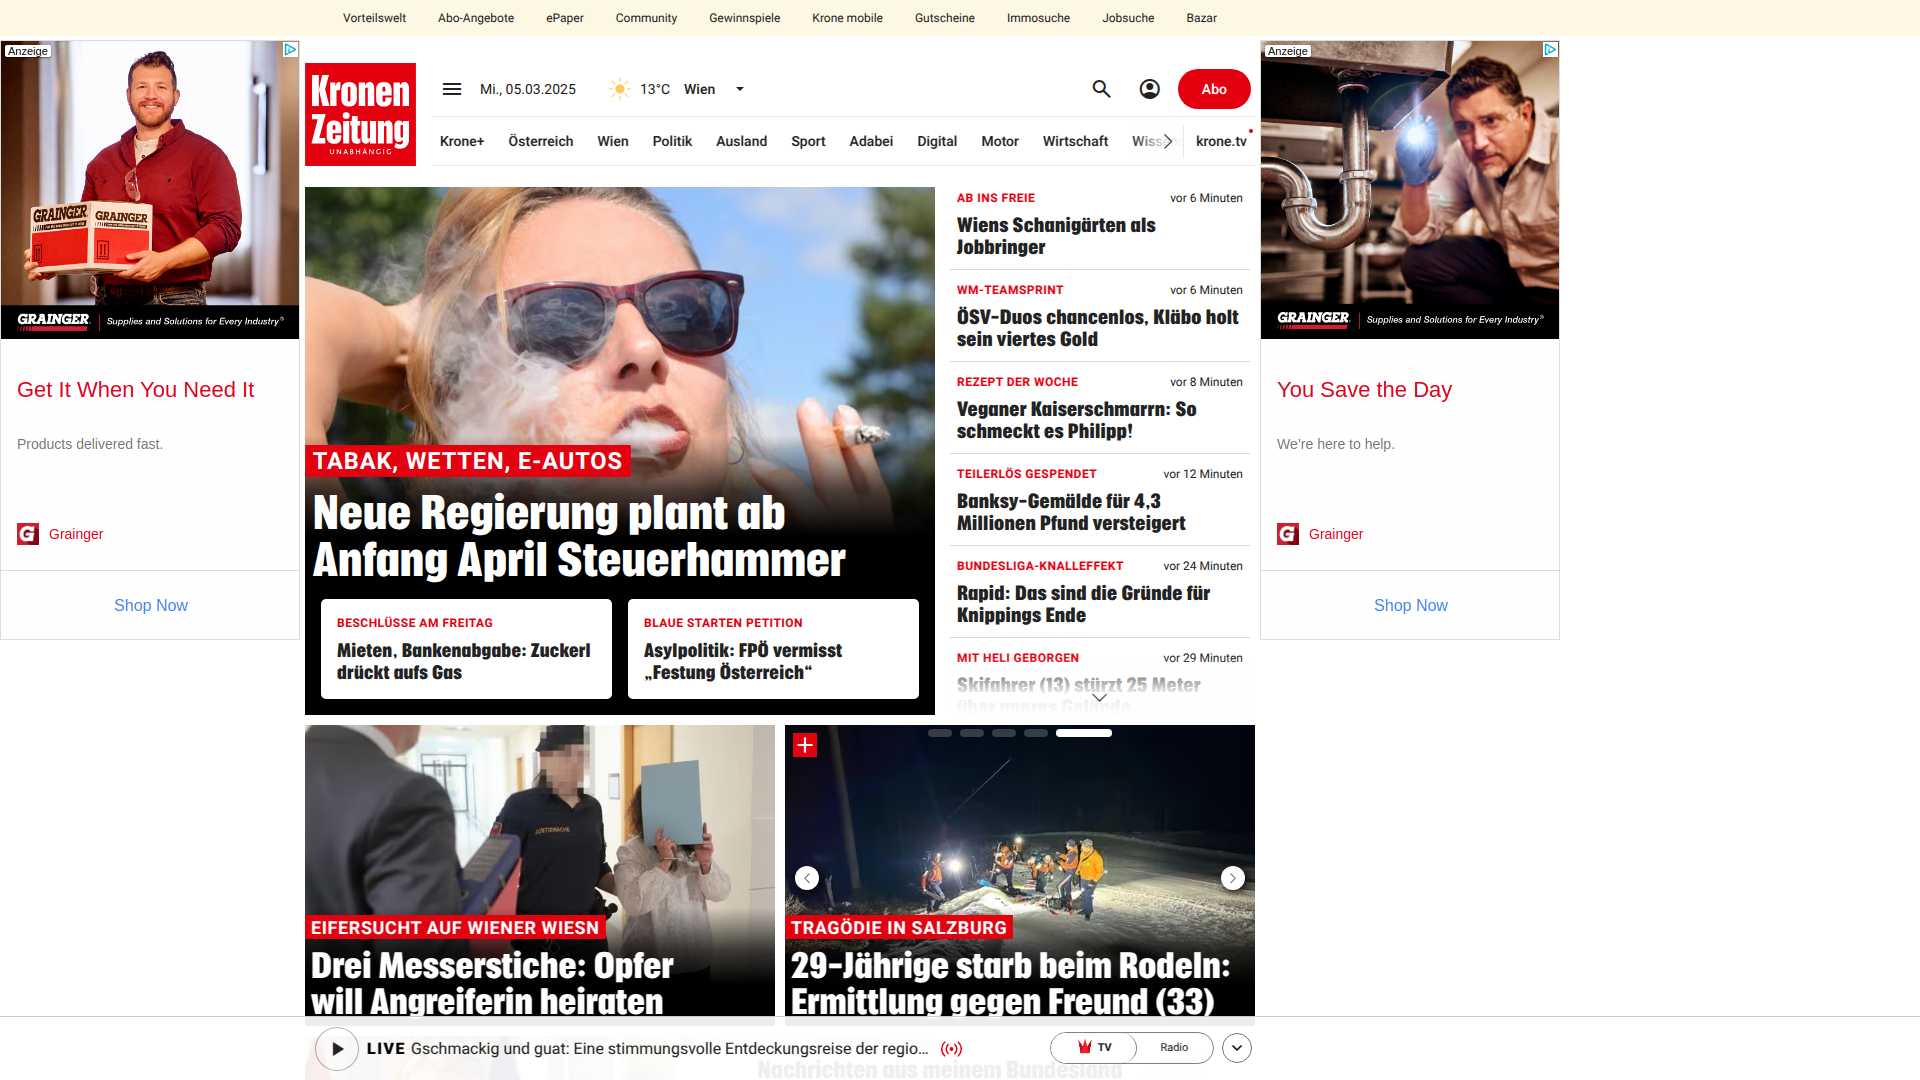 Vorteilswelt Abo-Angebote ePaper Community Gewinnspiele Krone mobile Gutscheine Immosuche Jobsuche Bazar
Anzeige
GRAINGER
GRAINGER
GRAINGER Supplies and Solutions for Every Industry®
Get It When You Need It
Products delivered fast.
G Grainger
Shop Now
Kronen
Zeitung
UNABHÄNGIG
Mi., 05.03.2025 13°C Wien
Abo
Krone+ Österreich Wien Politik Ausland Sport Adabei Digital Motor Wirtschaft krone.tv
TABAK, WETTEN, E-AUTOS
Neue Regierung plant ab
Anfang April Steuerhammer
BESCHLÜSSE AM FREITAG
Mieten, Bankenabgabe: Zuckerl
drückt aufs Gas
BLAUE STARTEN PETITION
Asylpolitik: FPÖ vermisst
„Festung Österreich“
AB INS FREIE vor 6 Minuten
Wiens Schanigärten als
Jobbringer
WM-TEAMSPRINT vor 6 Minuten
ÖSV-Duos chancenlos, Kläbo holt
sein viertes Gold
REZEPT DER WOCHE vor 8 Minuten
Veganer Kaiserschmarrn: So
schmeckt es Philipp!
TEILERLÖS GESPENDET vor 12 Minuten
Banksy-Gemälde für 4,3
Millionen Pfund versteigert
BUNDESLIGA-KNALLEFFEKT vor 24 Minuten
Rapid: Das sind die Gründe für
Knippings Ende
MIT HELI GEBORGEN vor 29 Minuten
Skifahrer (13) stürzt 25 Meter
Anzeige
GRAINGER Supplies and Solutions for Every Industry®
You Save the Day
We're here to help.
G Grainger
Shop Now
JUSTIZWACHE
EIFERSUCHT AUF WIENER WIESN
Drei Messerstiche: Opfer
will Angreiferin heiraten
TRAGÖDIE IN SALZBURG
29-Jährige starb beim Rodeln:
Ermittlung gegen Freund (33)
LIVE Gschmackig und guat: Eine stimmungsvolle Entdeckungsreise der regio...
TV Radio
Nachrichten aus meinem Bundesland